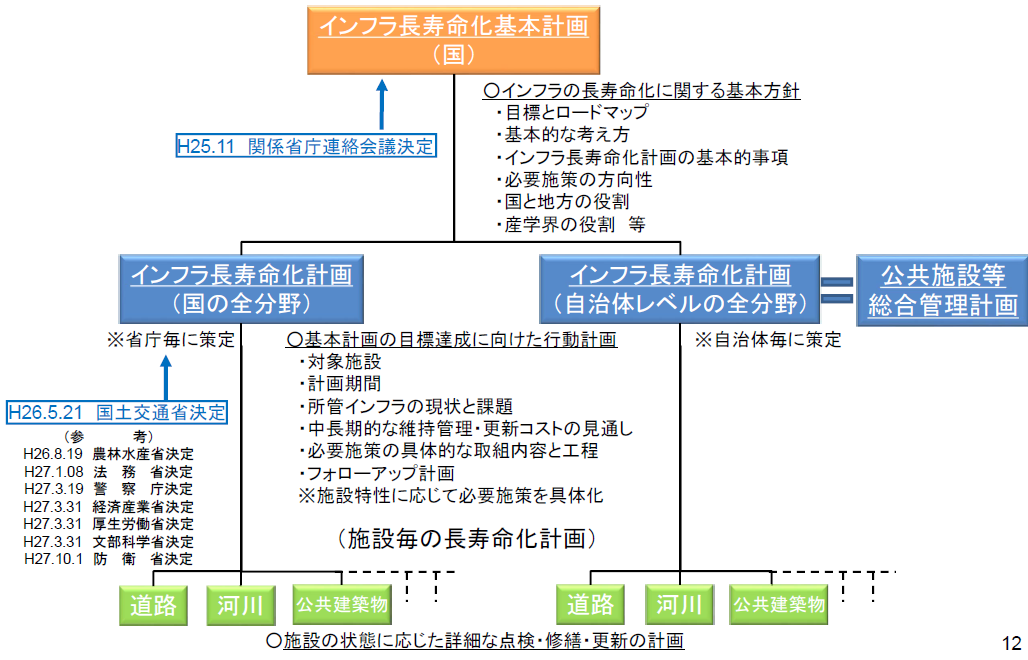 インフラ長寿命化基本計画
（国）
〇インフラの長寿命化に関する基本方針
・目標とロードマップ
・基本的な考え方
・インフラ長寿命化計画の基本的事項
・必要施策の方向性
・国と地方の役割
・産学界の役割　等
H25.11　関係省庁連絡会議決定
インフラ長寿命化計画
（国の全分野）
インフラ長寿命化計画
（自治体レベルの全分野）
公共施設等
総合管理計画
※省庁毎に策定
〇基本計画の目標達成に向けた行動計画
・対象施設
・計画期間
・所管インフラの現状と課題
・中長期的な維持管理・更新コストの見通し
・必要施策の具体的な取組内容と工程
・フォローアップ計画
※施設特性に応じて必要施策を具体化
※自治体毎に策定
H26.5.21　国土交通省決定
（参　　考）
H26.8.19　農林水産省決定
H27.1.08　法　務　省決定
H27.3.19　警　察　庁決定
H27.3.31　経済産業省決定
H27.3.31　厚生労働省決定
H27.3.31　文部科学省決定
H27.10.1　防　衛　省決定
（施設毎の長寿命化計画）
道路
河川
公共建築物
道路
河川
公共建築物
〇施設の状態に応じた詳細な点検・修繕・更新の計画
12